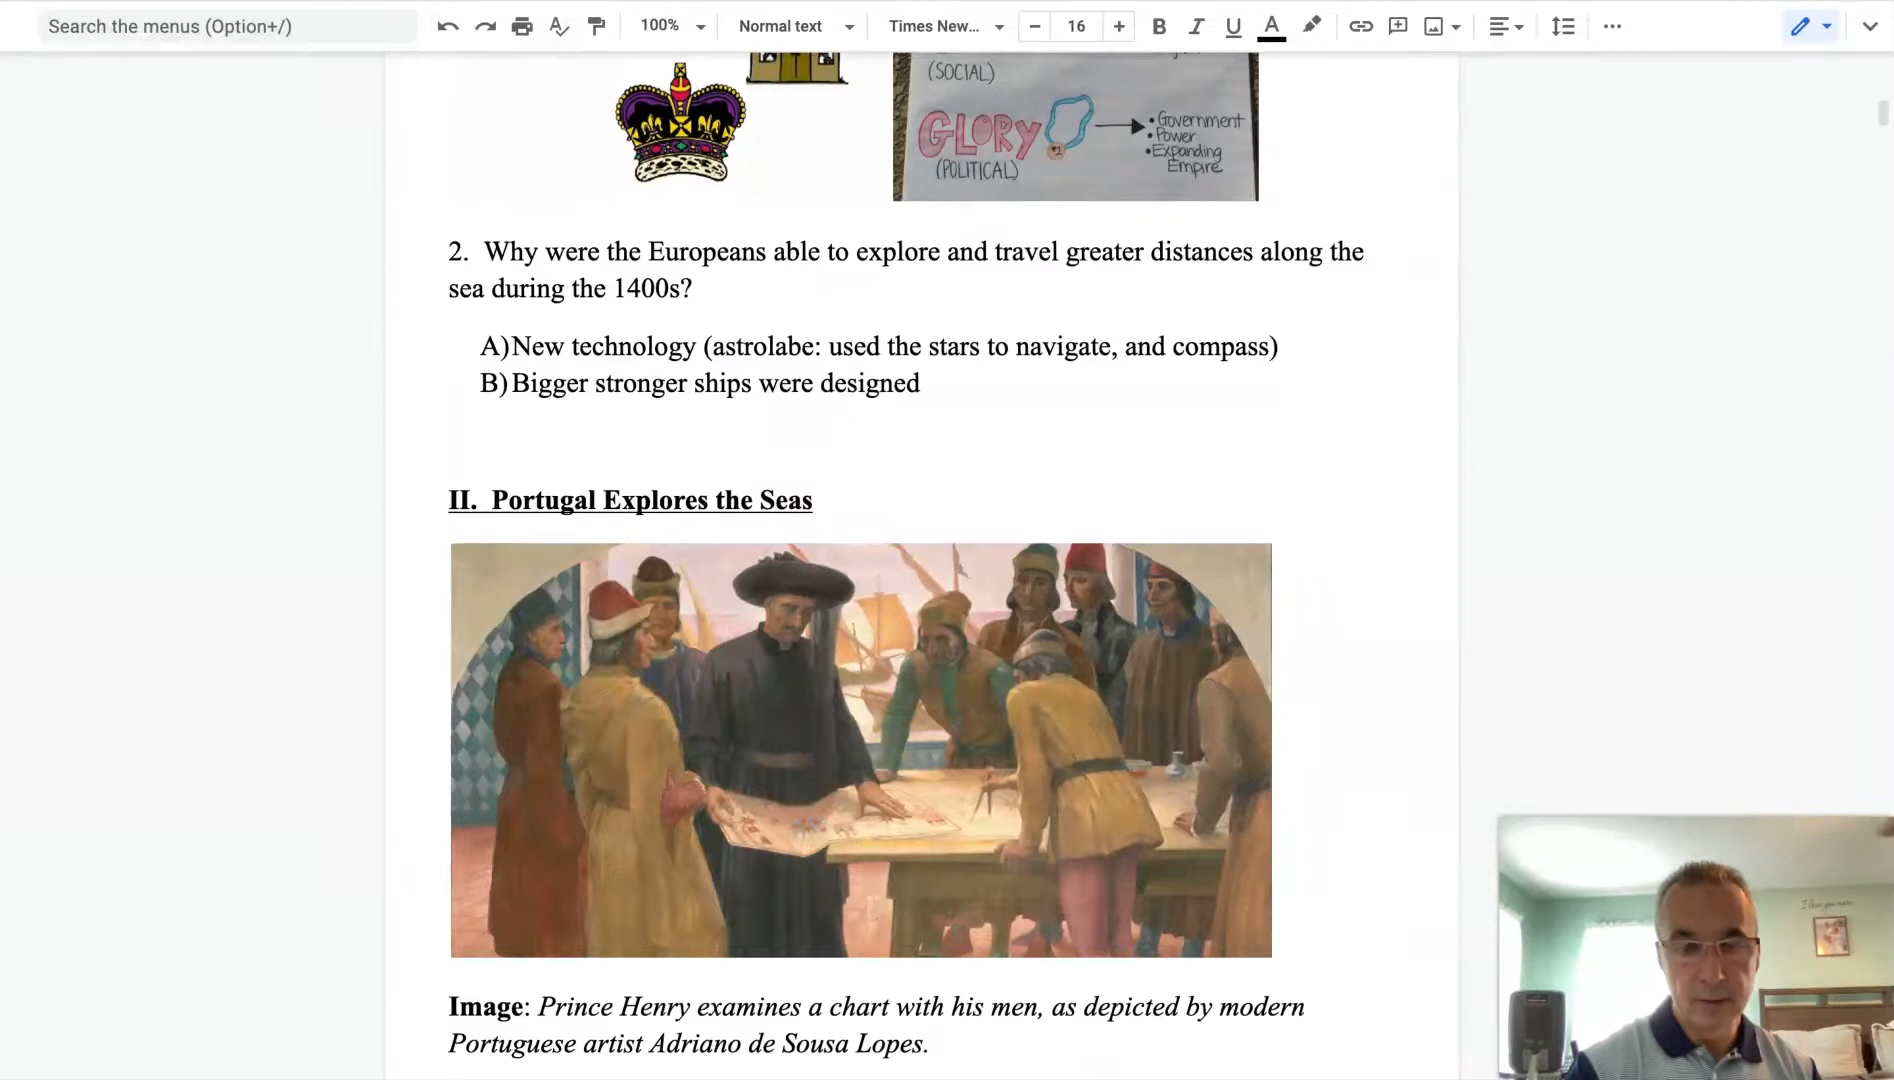 Search the menus (Option+/)
100%
Normal text
Times New...
16
B
I
U
A
(SOCIAL)
GLORY
(POLITICAL)
#1
• Government
• Power
• Expanding
Empire
2. Why were the Europeans able to explore and travel greater distances along the
sea during the 1400s?
A) New technology (astrolabe: used the stars to navigate, and compass)
B) Bigger stronger ships were designed
II. Portugal Explores the Seas
Image: Prince Henry examines a chart with his men, as depicted by modern
Portuguese artist Adriano de Sousa Lopes.